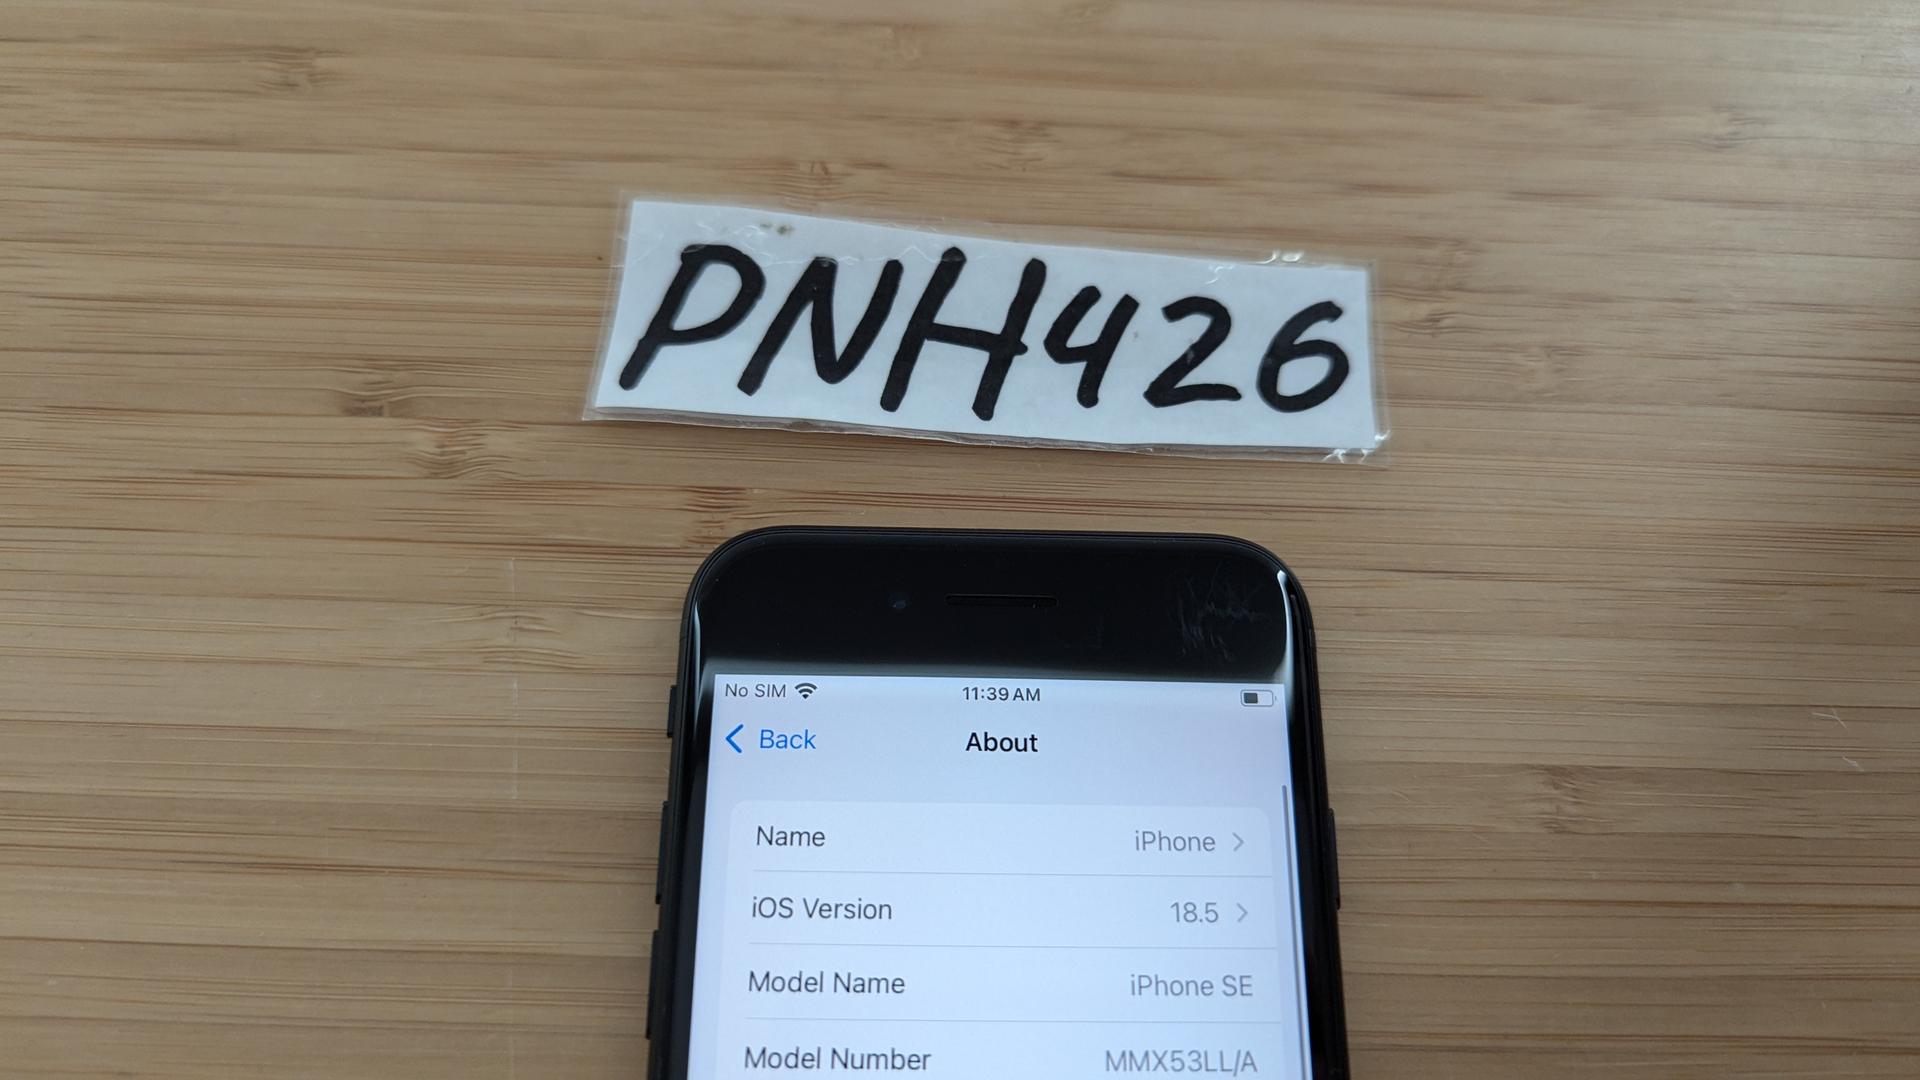 PNH426
No SIM 11:39 AM
Back About
Name iPhone
iOS Version 18.5
Model Name iPhone SE
Model Number MMX53LL/A